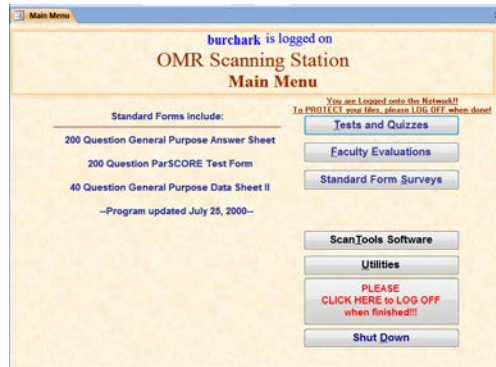 Main Menu
burchark is logged on
OMR Scanning Station
Main Menu
You are Logged onto the Network!!
To PROTECT your files, please LOG OFF when done!
Standard Forms include:
200 Question General Purpose Answer Sheet
200 Question ParSCORE Test Form
40 Question General Purpose Data Sheet II
--Program updated July 25, 2000--
Tests and Quizzes
Faculty Evaluations
Standard Form Surveys
ScanTools Software
Utilities
PLEASE
CLICK HERE to LOG OFF
when finished!!!
Shut Down